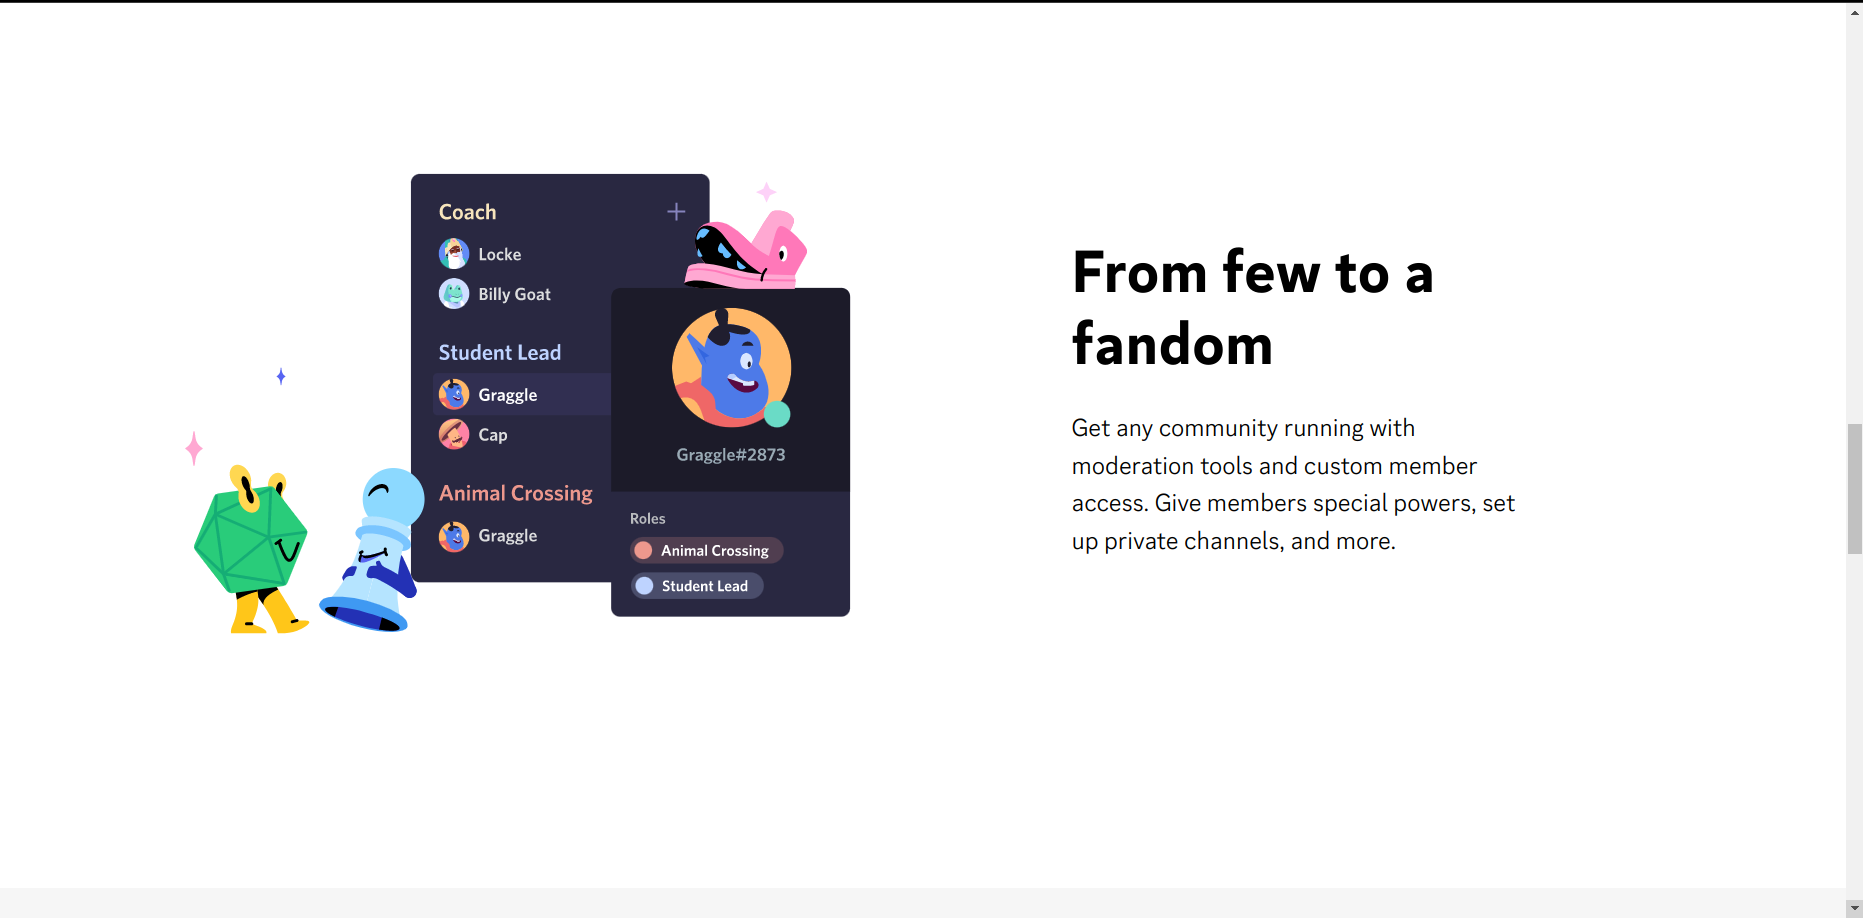 Coach
Locke
Billy Goat
Student Lead
Graggle
Cap
Animal Crossing
Graggle
Graggle#2873
Roles
Animal Crossing
Student Lead
From few to a
fandom
Get any community running with
moderation tools and custom member
access. Give members special powers, set
up private channels, and more.